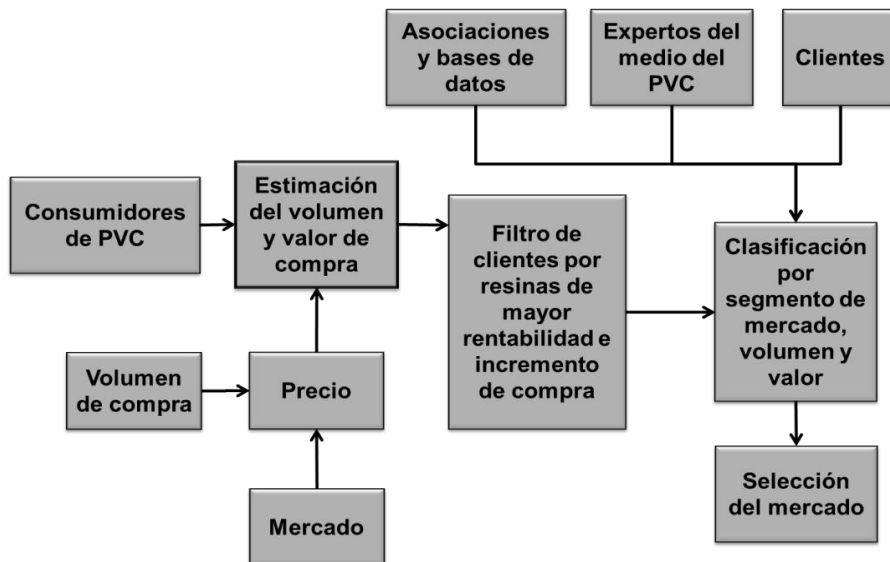 Asociaciones
y bases de
datos
Expertos del
medio del
PVC
Clientes
Consumidores
de PVC
Estimación
del volumen
y valor de
compra
Filtro de
clientes por
resinas de
mayor
rentabilidad e
incremento
de compra
Clasificación
por
segmento de
mercado,
volumen y
valor
Volumen
de compra
Precio
Mercado
Selección
del mercado